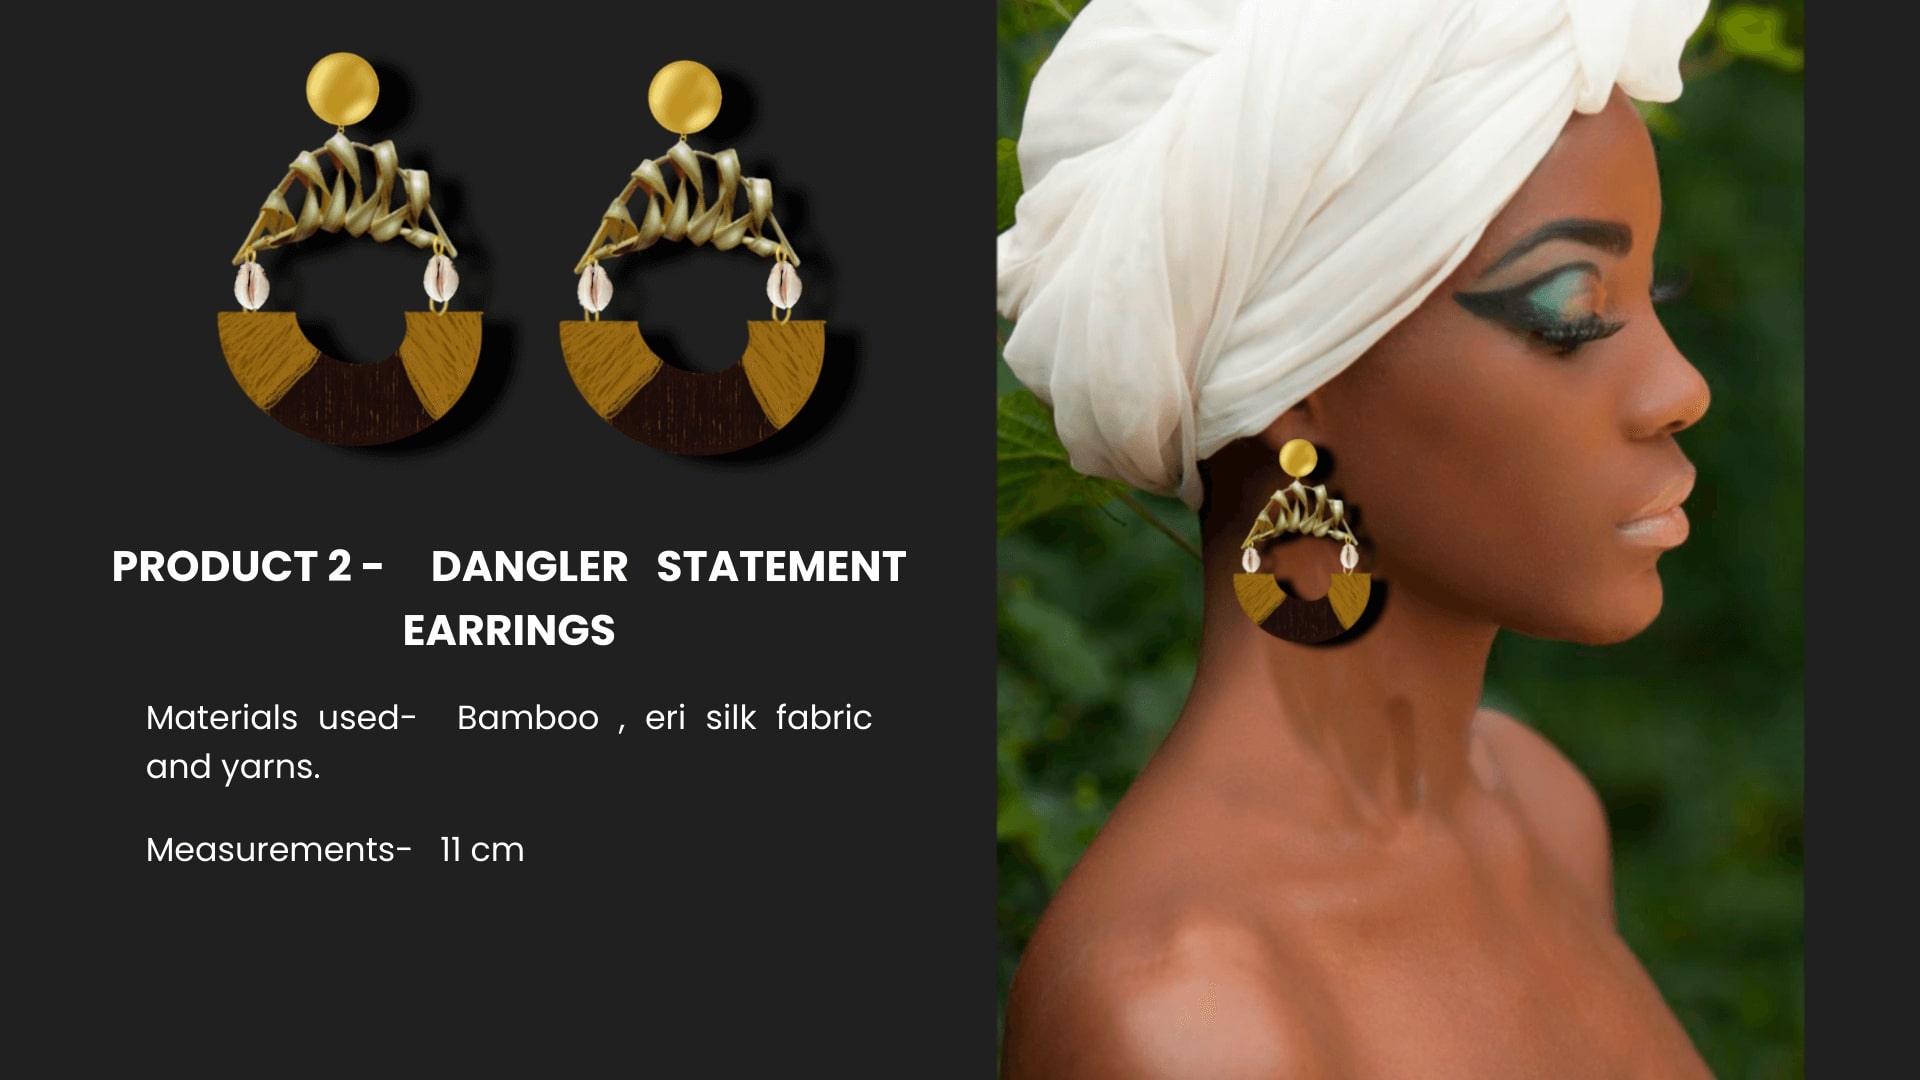 PRODUCT 2 - DANGLER STATEMENT
EARRINGS
Materials used- Bamboo , eri silk fabric
and yarns.
Measurements- 11 cm